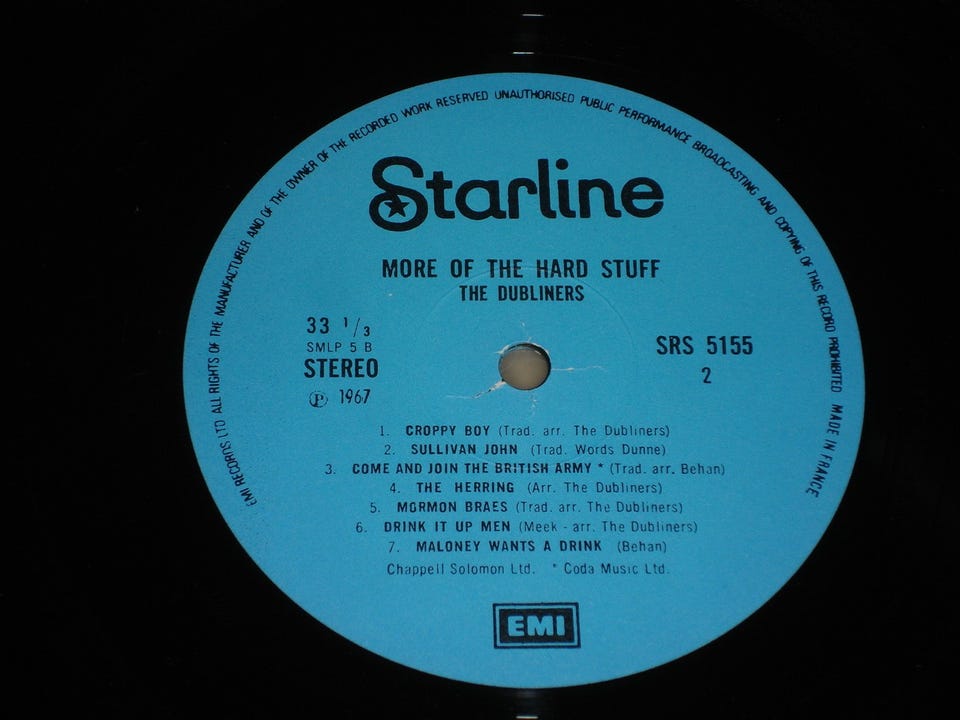 EMI RECORDS LTD ALL RIGHTS OF THE MANUFACTURER AND OF THE OWNER OF THE RECORDED WORK RESERVED UNAUTHORISED PUBLIC PERFORMANCE BROADCASTING AND COPYING OF THIS RECORD PROHIBITED MADE IN FRANCE
Starline
MORE OF THE HARD STUFF
THE DUBLINERS
33 1/3
SMLP 5 B
STEREO
Ⓟ 1967
SRS 5155
2
1. CROPPY BOY (Trad. arr. The Dubliners)
2. SULLIVAN JOHN (Trad. Words Dunne)
3. COME AND JOIN THE BRITISH ARMY * (Trad. arr. Behan)
4. THE HERRING (Arr. The Dubliners)
5. MORMON BRAES (Trad. arr. The Dubliners)
6. DRINK IT UP MEN (Meek - arr. The Dubliners)
7. MALONEY WANTS A DRINK (Behan)
Chappell Solomon Ltd. * Coda Music Ltd.
EMI